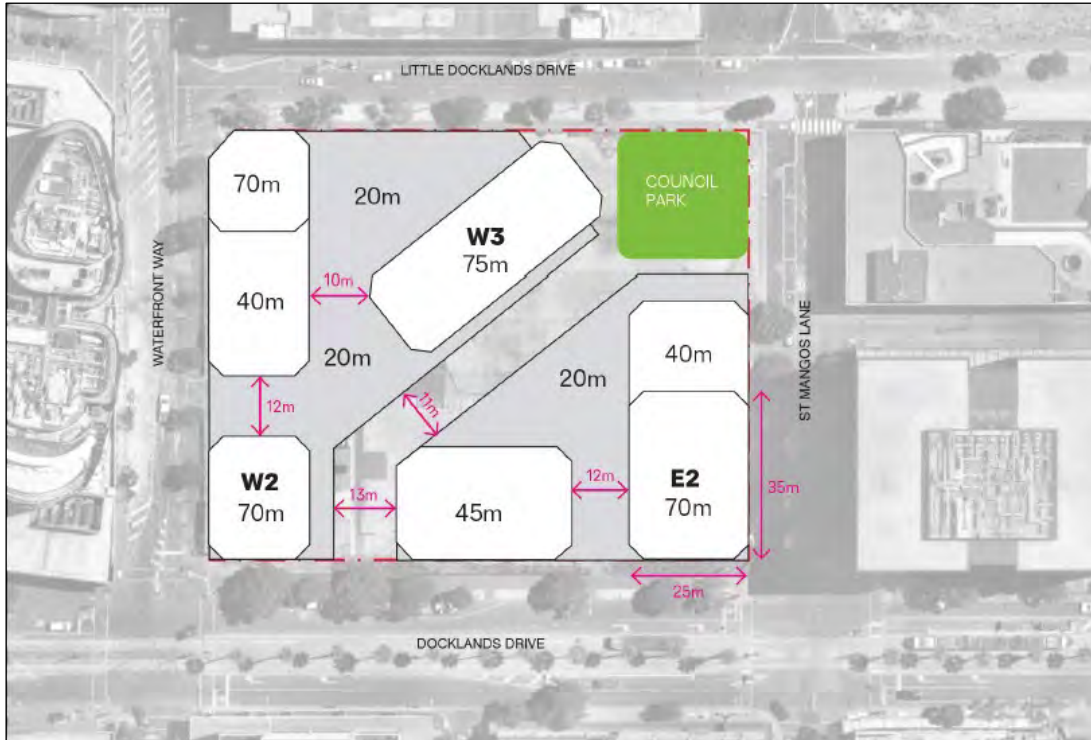 LITTLE DOCKLANDS DRIVE
70m
20m
COUNCIL
PARK
W3
75m
10m
40m
WATERFRONT WAY
20m
12m
ST MANGOS LANE
40m
20m
11m
W2
70m
13m
45m
12m
E2
70m
35m
25m
DOCKLANDS DRIVE